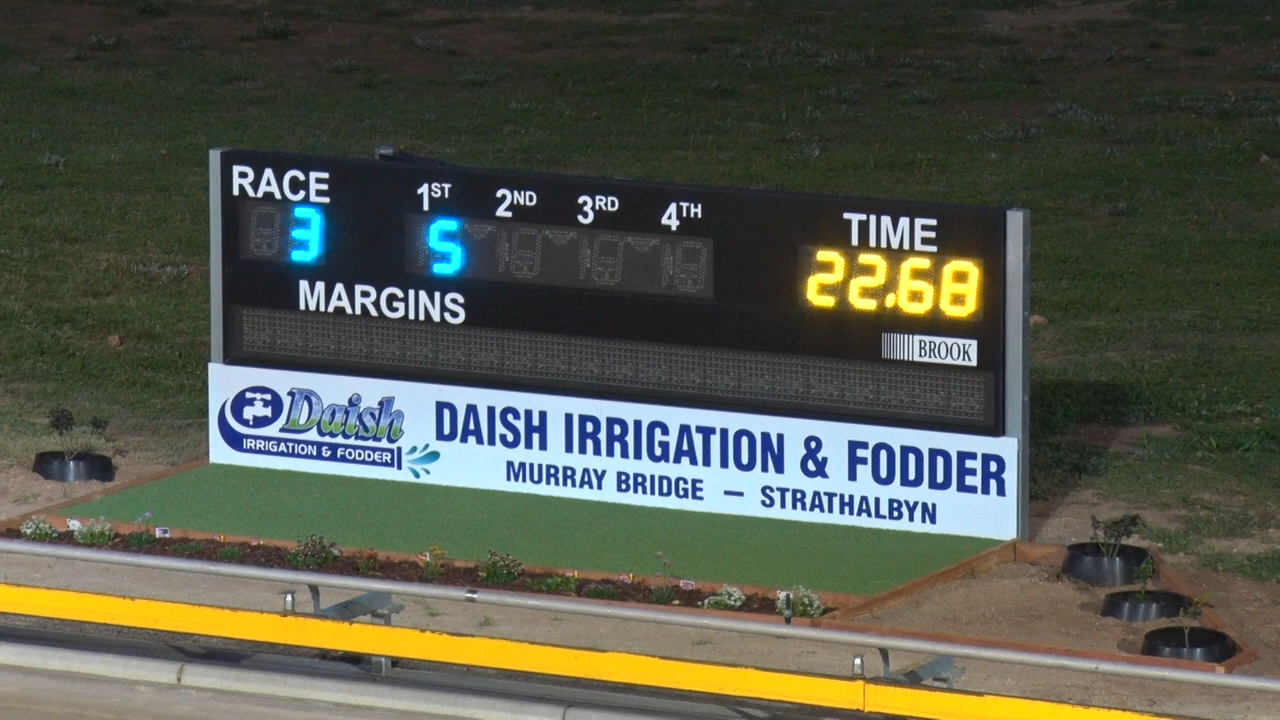 RACE 1ST 2ND 3RD 4TH TIME
3 5 22.68
MARGINS
BROOK
Daish
IRRIGATION & FODDER
DAISH IRRIGATION & FODDER
MURRAY BRIDGE – STRATHALBYN